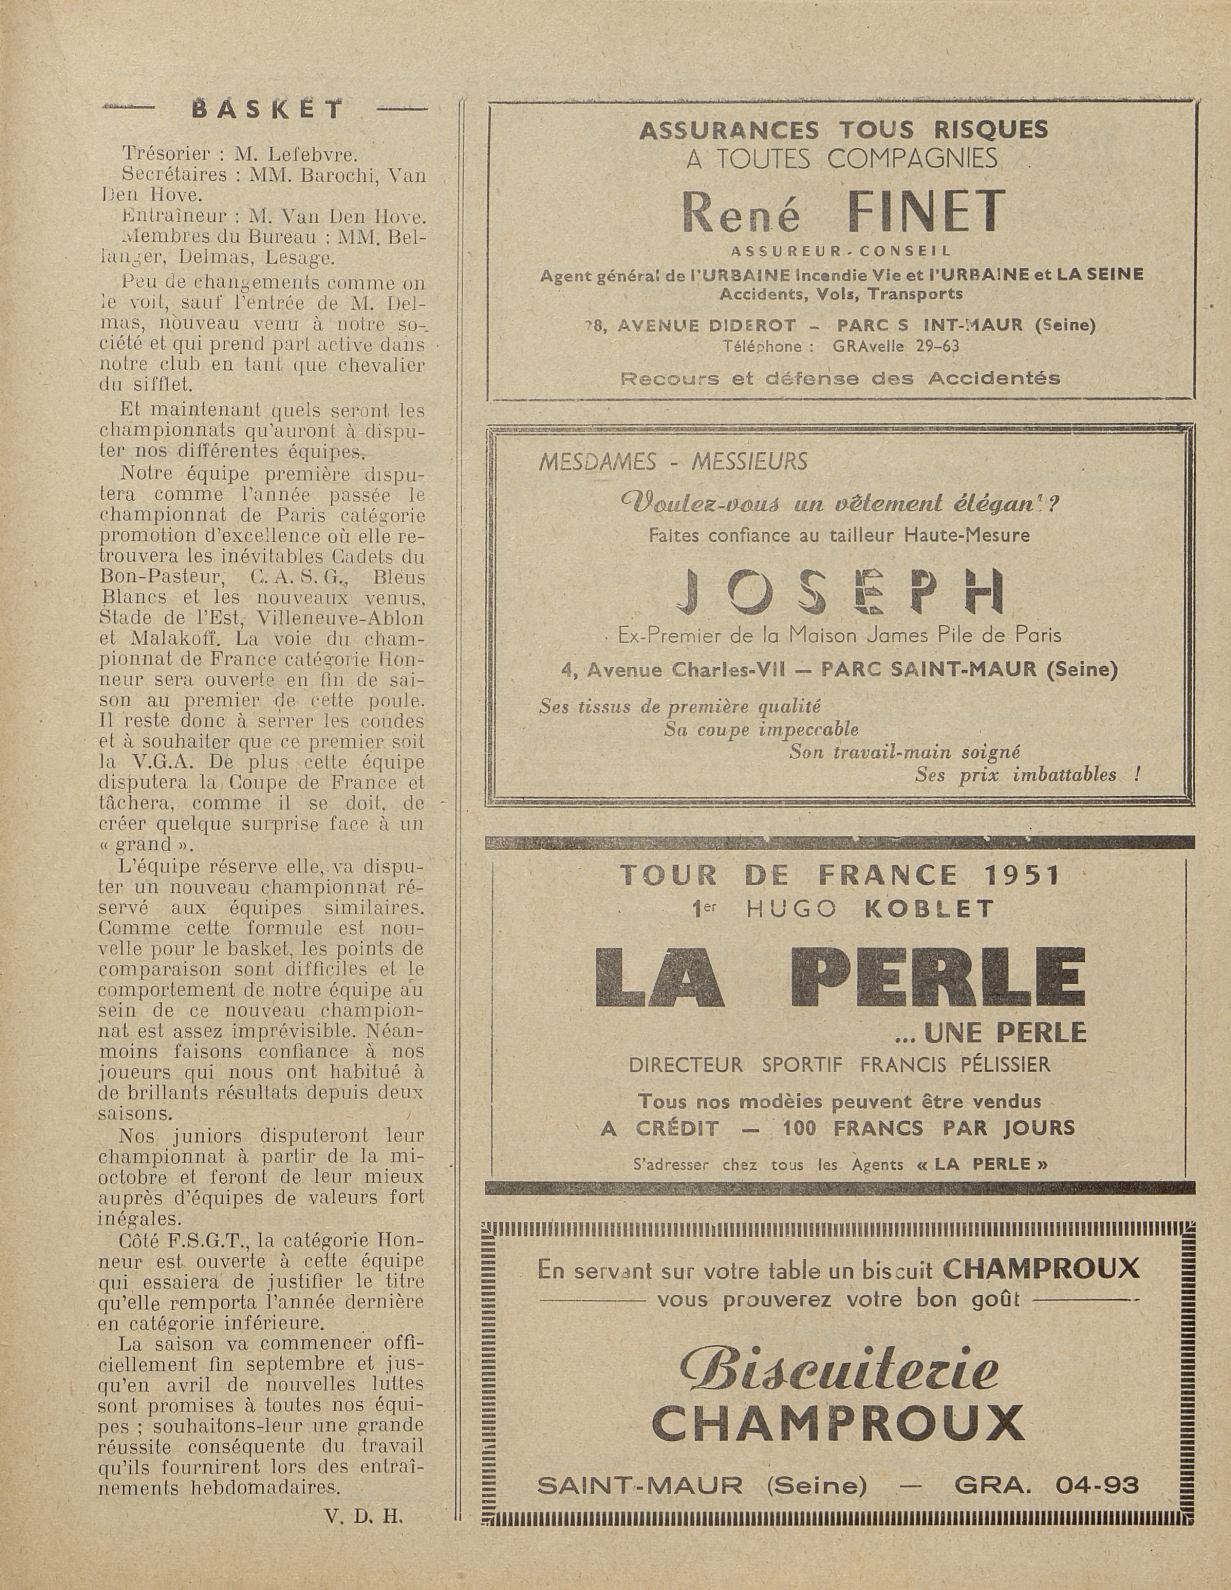 BASKET
Trésorier : M. Lefebvre.
Secrétaires : MM. Barochi, Van
Den Hove.
Entraîneur : M. Van Den Hove.
Membres du Bureau : MM. Bel-
langer, Delmas, Lesage.
Peu de changements comme on
le voit, sauf l'entrée de M. Del-
mas, nouveau venu à notre so-
ciété et qui prend part active dans
notre club en tant que chevalier
du sifflet.
Et maintenant quels seront les
championnats qu'auront à dispu-
ter nos différentes équipes.
Notre équipe première dispu-
tera comme l'année passée le
championnat de Paris catégorie
promotion d'excellence où elle re-
trouvera les inévitables Cadets du
Bon-Pasteur, C. A. S. G., Bleus
Blancs et les nouveaux venus,
Stade de l'Est, Villeneuve-Ablon
et Malakoff. La voie du cham-
pionnat de France catégorie Hon-
neur sera ouverte en fin de sai-
son au premier de cette poule.
Il reste donc à serrer les coudes
et à souhaiter que ce premier soit
la V.G.A. De plus cette équipe
disputera la Coupe de France et
tâchera, comme il se doit, de
créer quelque surprise face à un
« grand ».
L'équipe réserve elle, va dispu-
ter un nouveau championnat ré-
servé aux équipes similaires.
Comme cette formule est nou-
velle pour le basket, les points de
comparaison sont difficiles et le
comportement de notre équipe au
sein de ce nouveau champion-
nat est assez imprévisible. Néan-
moins faisons confiance à nos
joueurs qui nous ont habitué à
de brillants résultats depuis deux
saisons.
Nos juniors disputeront leur
championnat à partir de la mi-
octobre et feront de leur mieux
auprès d'équipes de valeurs fort
inégales.
Côté F.S.G.T., la catégorie Hon-
neur est ouverte à cette équipe
qui essaiera de justifier le titre
qu'elle remporta l'année dernière
en catégorie inférieure.
La saison va commencer offi-
ciellement fin septembre et jus-
qu'en avril de nouvelles luttes
sont promises à toutes nos équi-
pes ; souhaitons-leur une grande
réussite conséquente du travail
qu'ils fournirent lors des entraî-
nements hebdomadaires.
V. D. H.
ASSURANCES TOUS RISQUES
A TOUTES COMPAGNIES
René FINET
ASSUREUR-CONSEIL
Agent général de l'URBAINE Incendie Vie et l'URBAINE et LA SEINE
Accidents, Vols, Transports
8, AVENUE DIDEROT – PARC S INT-MAUR (Seine)
Téléphone : GRAvelle 29-63
Recours et défense des Accidentés
MESDAMES - MESSIEURS
Voulez-vous un vêtement élégant ?
Faites confiance au tailleur Haute-Mesure
JOSEPH
Ex-Premier de la Maison James Pile de Paris
4, Avenue Charles-VII — PARC SAINT-MAUR (Seine)
Ses tissus de première qualité
Sa coupe impeccable
Son travail-main soigné
Ses prix imbattables !
TOUR DE FRANCE 1951
1er HUGO KOBLET
LA PERLE
... UNE PERLE
DIRECTEUR SPORTIF FRANCIS PÉLISSIER
Tous nos modèles peuvent être vendus
A CRÉDIT — 100 FRANCS PAR JOURS
S'adresser chez tous les Agents « LA PERLE »
En servant sur votre table un biscuit CHAMPROUX
vous prouverez votre bon goût
Biscuiterie
CHAMPROUX
SAINT-MAUR (Seine) — GRA. 04-93